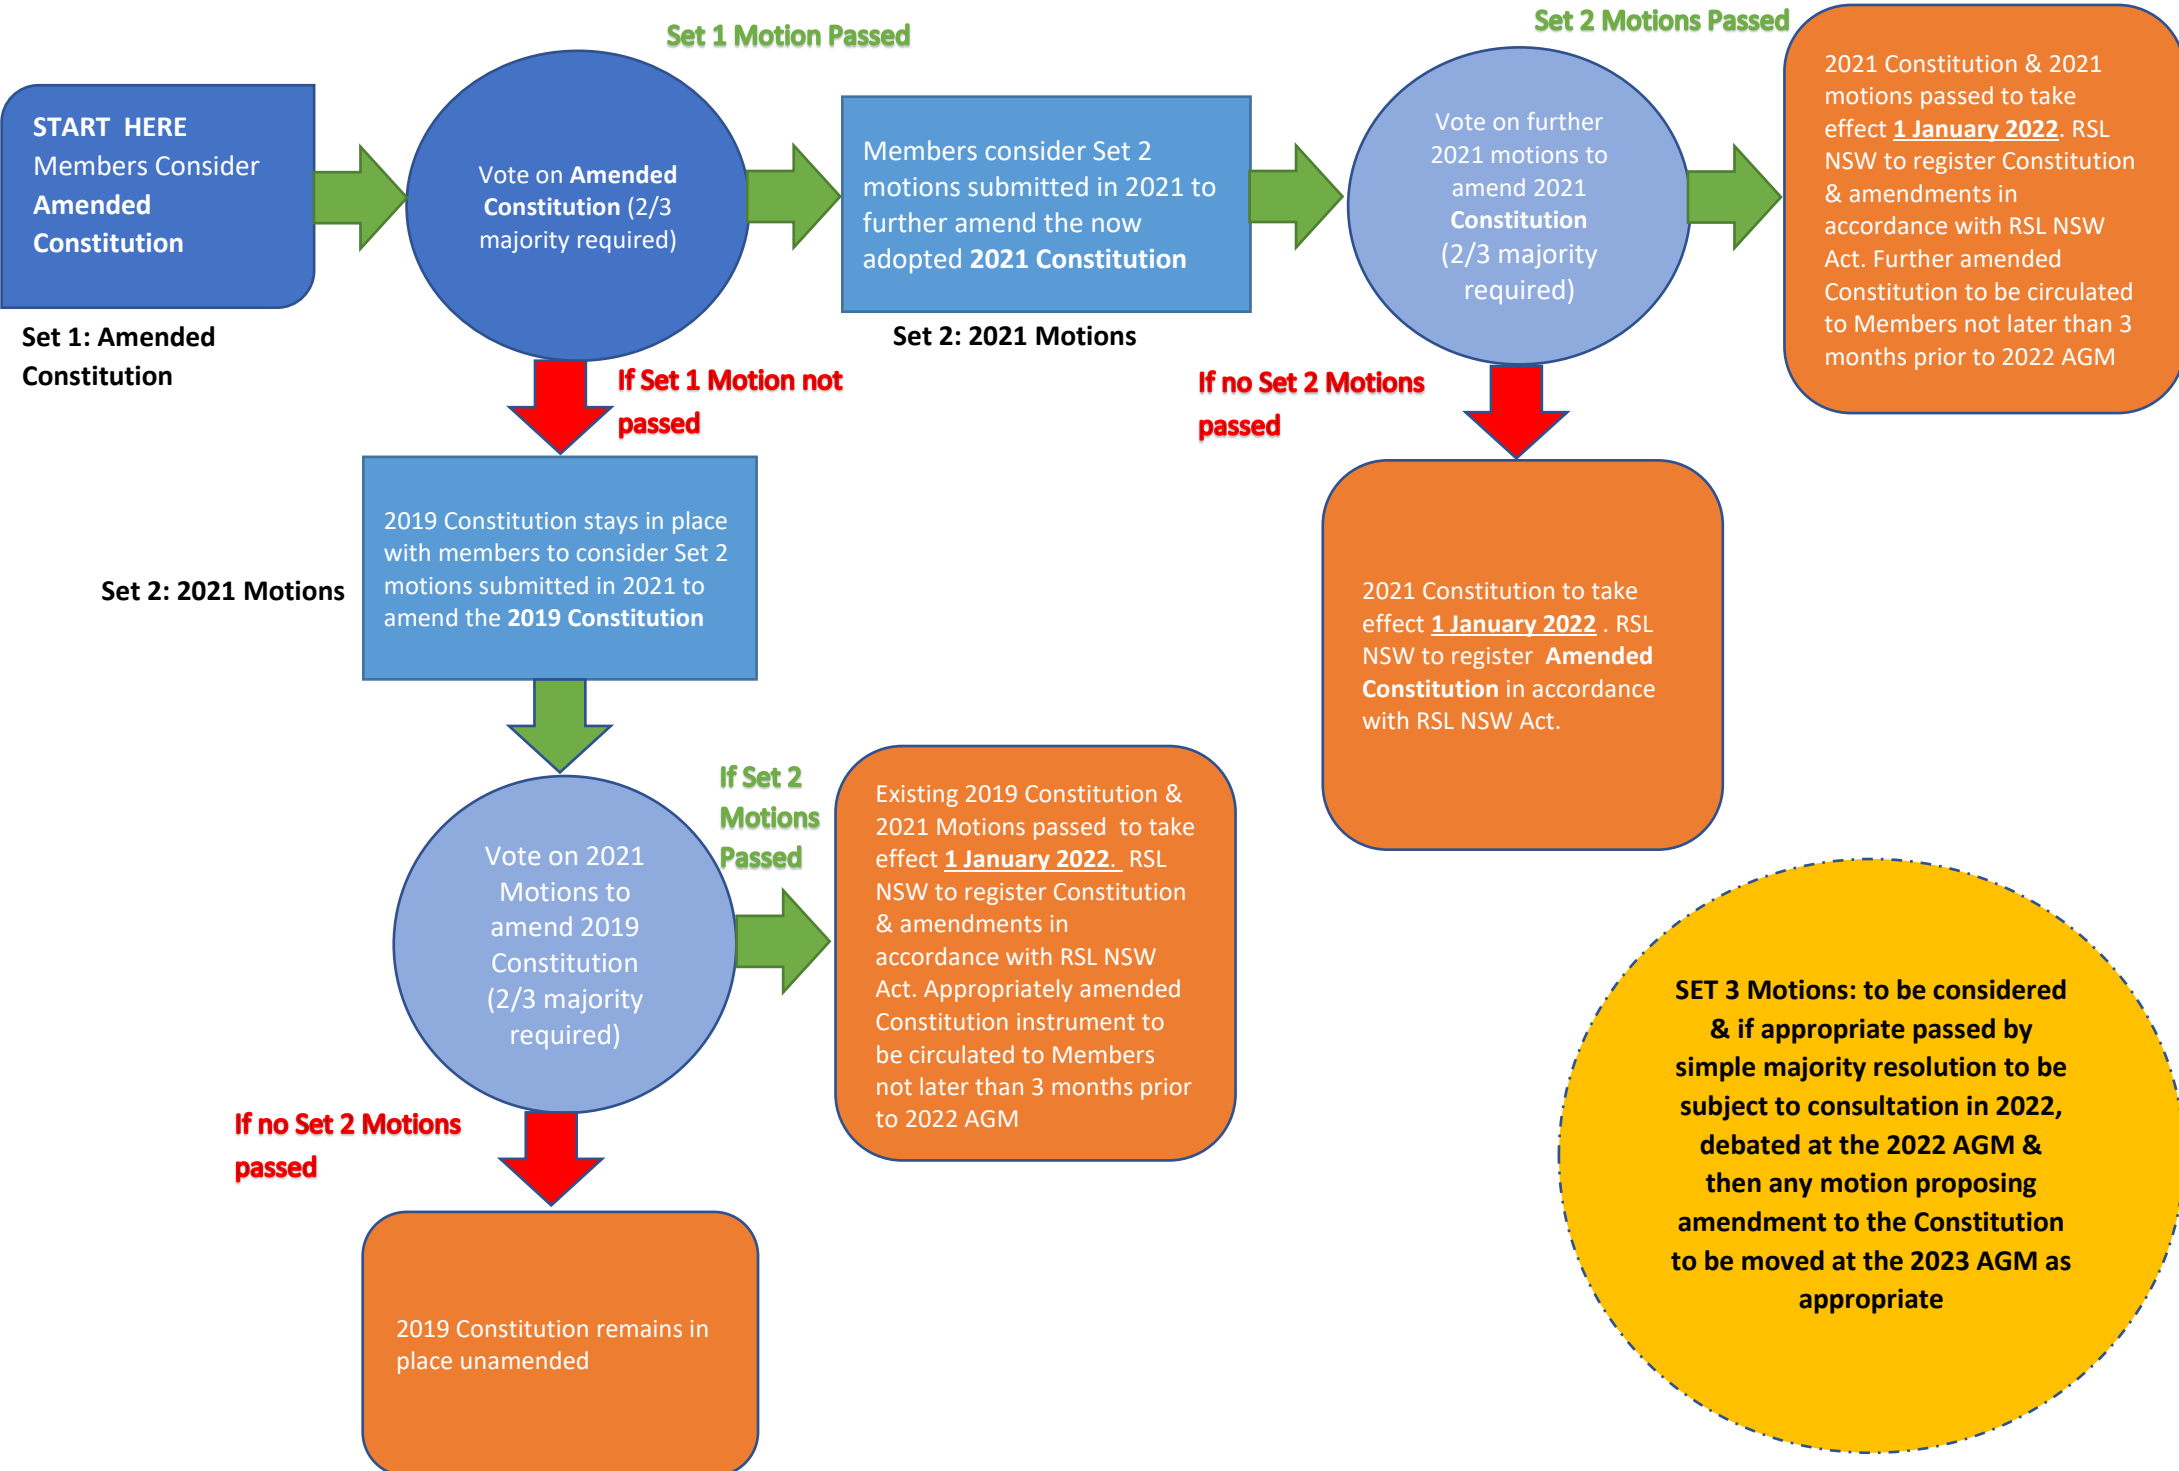 Set 1 Motion Passed
Set 2 Motions Passed
START HERE
Members Consider
Amended
Constitution
Set 1: Amended
Constitution
Vote on Amended
Constitution (2/3
majority required)
Members consider Set 2
motions submitted in 2021 to
further amend the now
adopted 2021 Constitution
Set 2: 2021 Motions
Vote on further
2021 motions to
amend 2021
Constitution
(2/3 majority
required)
2021 Constitution & 2021
motions passed to take
effect 1 January 2022. RSL
NSW to register Constitution
& amendments in
accordance with RSL NSW
Act. Further amended
Constitution to be circulated
to Members not later than 3
months prior to 2022 AGM
If Set 1 Motion not
passed
If no Set 2 Motions
passed
2019 Constitution stays in place
with members to consider Set 2
motions submitted in 2021 to
amend the 2019 Constitution
Set 2: 2021 Motions
2021 Constitution to take
effect 1 January 2022 . RSL
NSW to register Amended
Constitution in accordance
with RSL NSW Act.
Vote on 2021
Motions to
amend 2019
Constitution
(2/3 majority
required)
If Set 2
Motions
Passed
Existing 2019 Constitution &
2021 Motions passed to take
effect 1 January 2022. RSL
NSW to register Constitution
& amendments in
accordance with RSL NSW
Act. Appropriately amended
Constitution instrument to
be circulated to Members
not later than 3 months prior
to 2022 AGM
If no Set 2 Motions
passed
2019 Constitution remains in
place unamended
SET 3 Motions: to be considered
& if appropriate passed by
simple majority resolution to be
subject to consultation in 2022,
debated at the 2022 AGM &
then any motion proposing
amendment to the Constitution
to be moved at the 2023 AGM as
appropriate